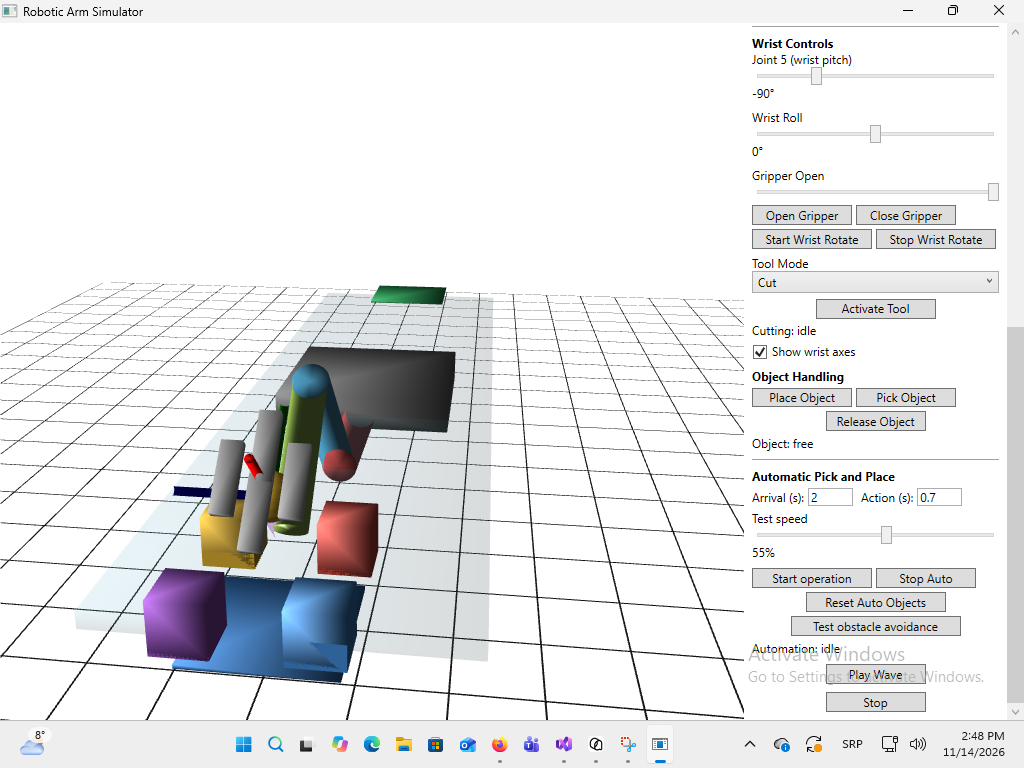 Robotic Arm Simulator
Wrist Controls
Joint 5 (wrist pitch)
-90°
Wrist Roll
0°
Gripper Open
Open Gripper Close Gripper
Start Wrist Rotate Stop Wrist Rotate
Tool Mode
Cut
Activate Tool
Cutting: idle
Show wrist axes
Object Handling
Place Object Pick Object
Release Object
Object: free
Automatic Pick and Place
Arrival (s): 2 Action (s): 0.7
Test speed
55%
Start operation Stop Auto
Reset Auto Objects
Test obstacle avoidance
Automation: idle
Activate Windows
Play Wave
Go to Settings to activate Windows.
Stop
8°
SRP
2:48 PM
11/14/2026